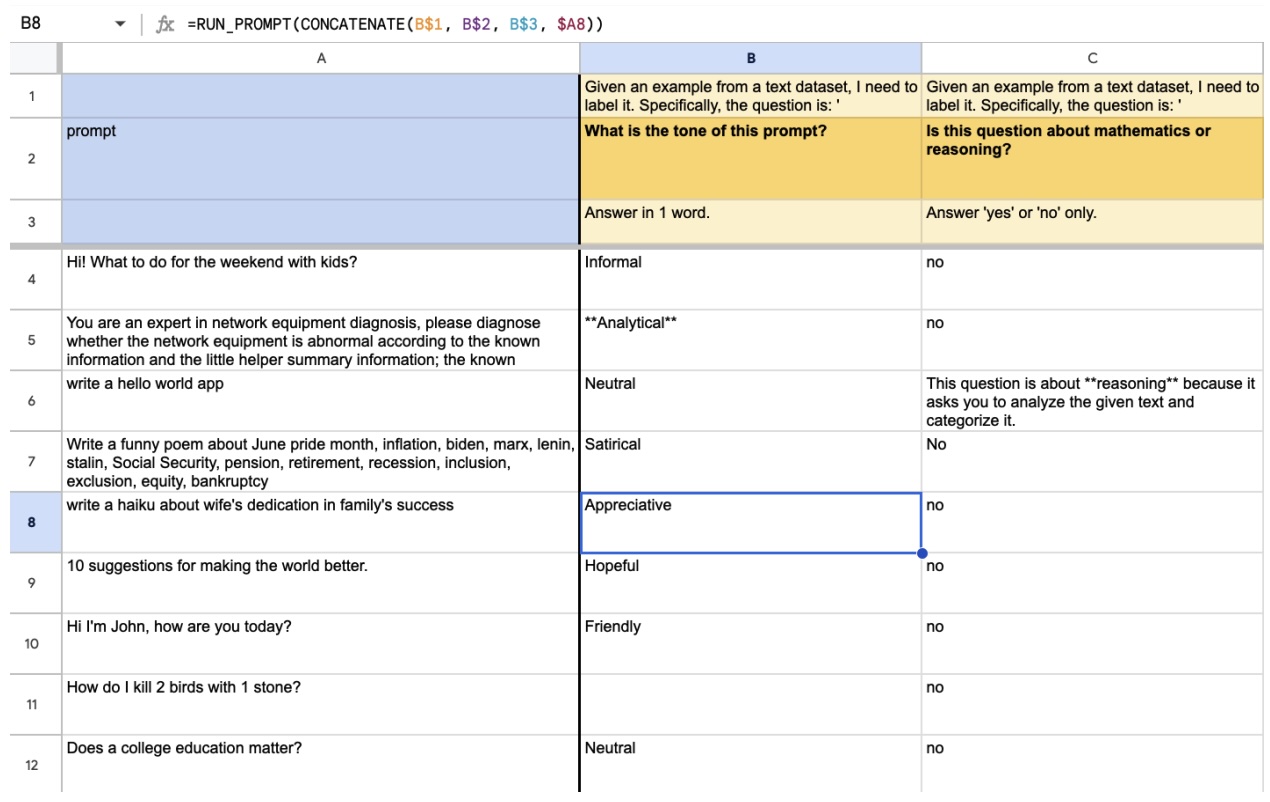 B8 fx =RUN_PROMPT(CONCATENATE(B$1, B$2, B$3, $A8))
A B C
1
Given an example from a text dataset, I need to
label it. Specifically, the question is: '
Given an example from a text dataset, I need to
label it. Specifically, the question is: '
2
prompt
What is the tone of this prompt?
Is this question about mathematics or
reasoning?
3
Answer in 1 word.
Answer 'yes' or 'no' only.
4
Hi! What to do for the weekend with kids?
Informal
no
5
You are an expert in network equipment diagnosis, please diagnose
whether the network equipment is abnormal according to the known
information and the little helper summary information; the known
**Analytical**
no
6
write a hello world app
Neutral
This question is about **reasoning** because it
asks you to analyze the given text and
categorize it.
7
Write a funny poem about June pride month, inflation, biden, marx, lenin,
stalin, Social Security, pension, retirement, recession, inclusion,
exclusion, equity, bankruptcy
Satirical
No
8
write a haiku about wife's dedication in family's success
Appreciative
no
9
10 suggestions for making the world better.
Hopeful
no
10
Hi I'm John, how are you today?
Friendly
no
11
How do I kill 2 birds with 1 stone?
no
12
Does a college education matter?
Neutral
no